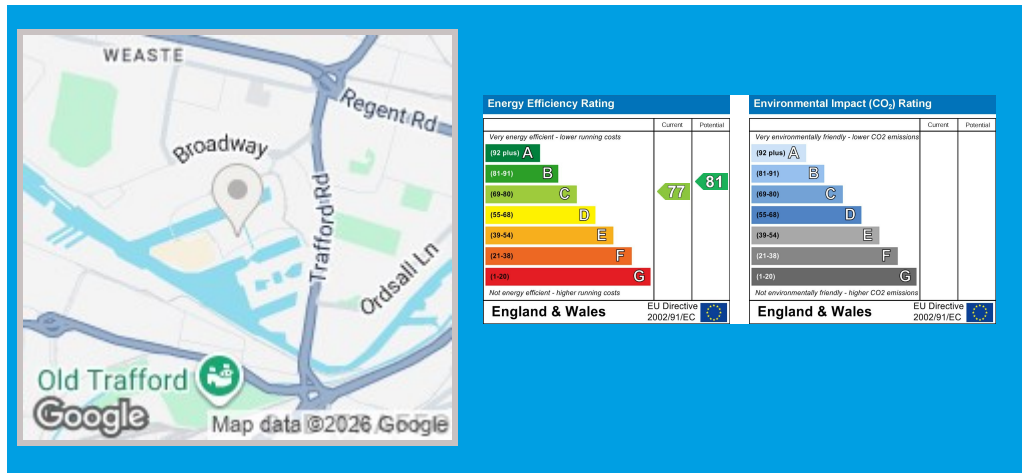 WEASTE
Regent Rd
Broadway
Trafford Rd
Ordsall Ln
Old Trafford
Google
Map data ©2026 Google
Energy Efficiency Rating
Current
Potential
Very energy efficient - lower running costs
(92 plus) A
(81-91) B
(69-80) C
(55-68) D
(39-54) E
(21-38) F
(1-20) G
77
81
Not energy efficient - higher running costs
England & Wales
EU Directive
2002/91/EC
Environmental Impact (CO2) Rating
Current
Potential
Very environmentally friendly - lower CO2 emissions
(92 plus) A
(81-91) B
(69-80) C
(55-68) D
(39-54) E
(21-38) F
(1-20) G
Not environmentally friendly - higher CO2 emissions
England & Wales
EU Directive
2002/91/EC